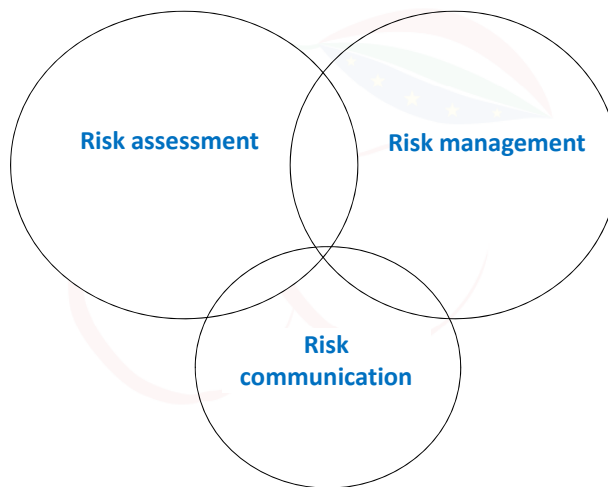 Risk assessment
Risk management
Risk
communication